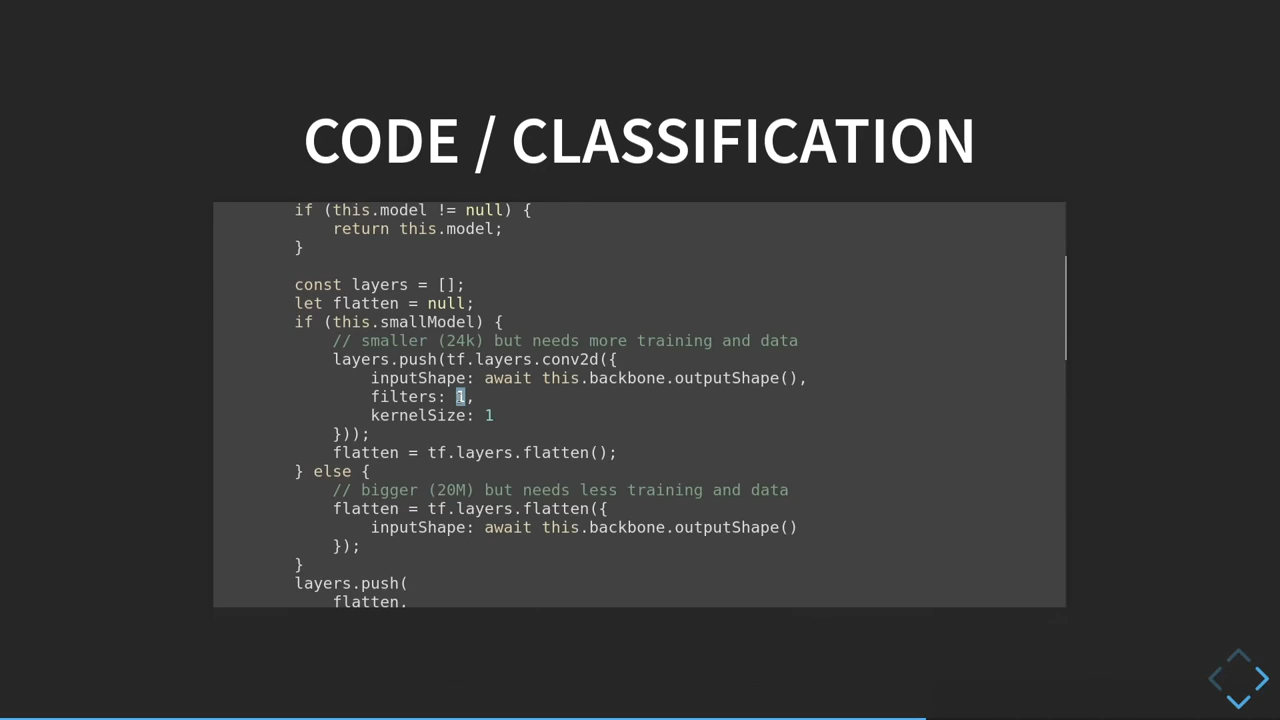 CODE / CLASSIFICATION
if (this.model != null) {
return this.model;
}
const layers = [];
let flatten = null;
if (this.smallModel) {
// smaller (24k) but needs more training and data
layers.push(tf.layers.conv2d({
inputShape: await this.backbone.outputShape(),
filters: 1,
kernelSize: 1
}));
flatten = tf.layers.flatten();
} else {
// bigger (20M) but needs less training and data
flatten = tf.layers.flatten({
inputShape: await this.backbone.outputShape()
});
}
layers.push(
flatten,